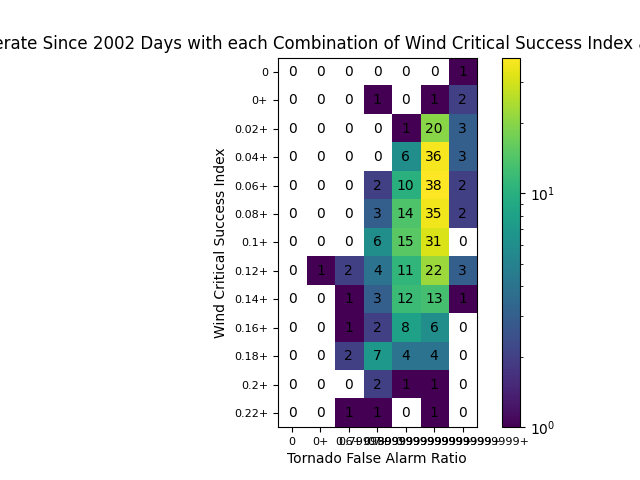 erate Since 2002 Days with each Combination of Wind Critical Success Index
0 0 0 0 0 0 0 1
0+ 0 0 0 1 0 1 2
0.02+ 0 0 0 0 1 20 3
0.04+ 0 0 0 0 6 36 3
0.06+ 0 0 0 2 10 38 2
0.08+ 0 0 0 3 14 35 2
0.1+ 0 0 0 6 15 31 0
0.12+ 0 1 2 4 11 22 3
0.14+ 0 0 1 3 12 13 1
0.16+ 0 0 1 2 8 6 0
0.18+ 0 0 2 7 4 4 0
0.2+ 0 0 0 2 1 1 0
0.22+ 0 0 1 1 0 1 0
0 0+
Tornado False Alarm Ratio
Wind Critical Success Index
10^1
10^0